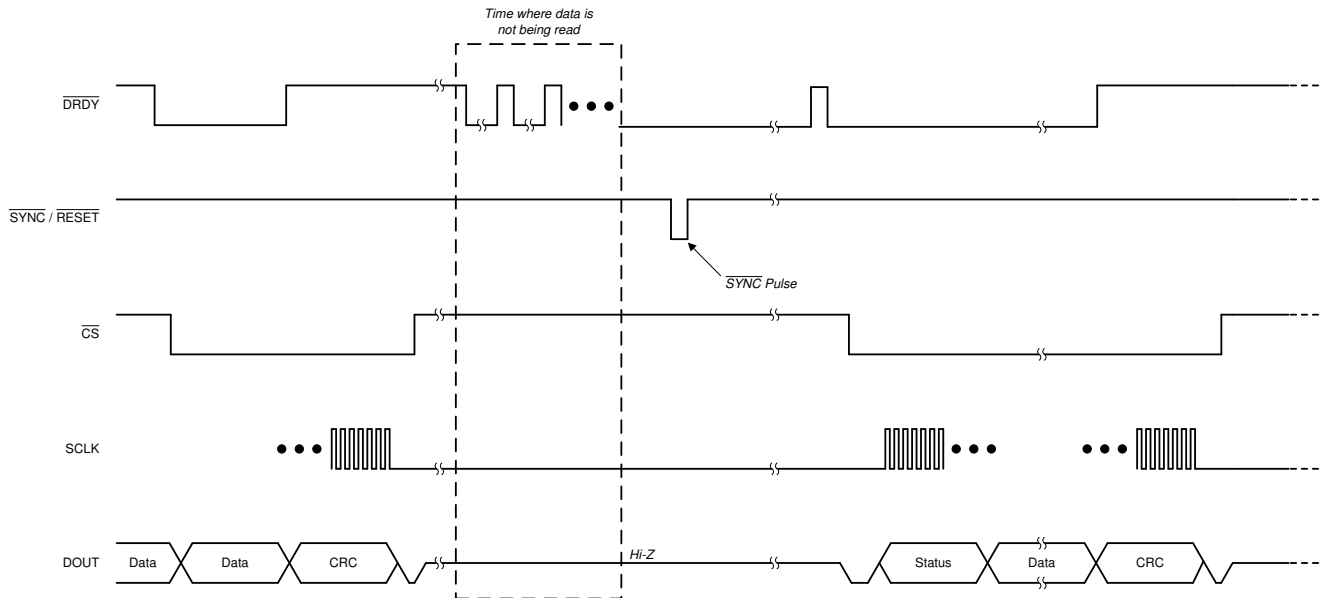 Time where data is
not being read
DRDY
SYNC / RESET
SYNC Pulse
CS
SCLK
DOUT
Data
Data
CRC
Hi-Z
Status
Data
CRC